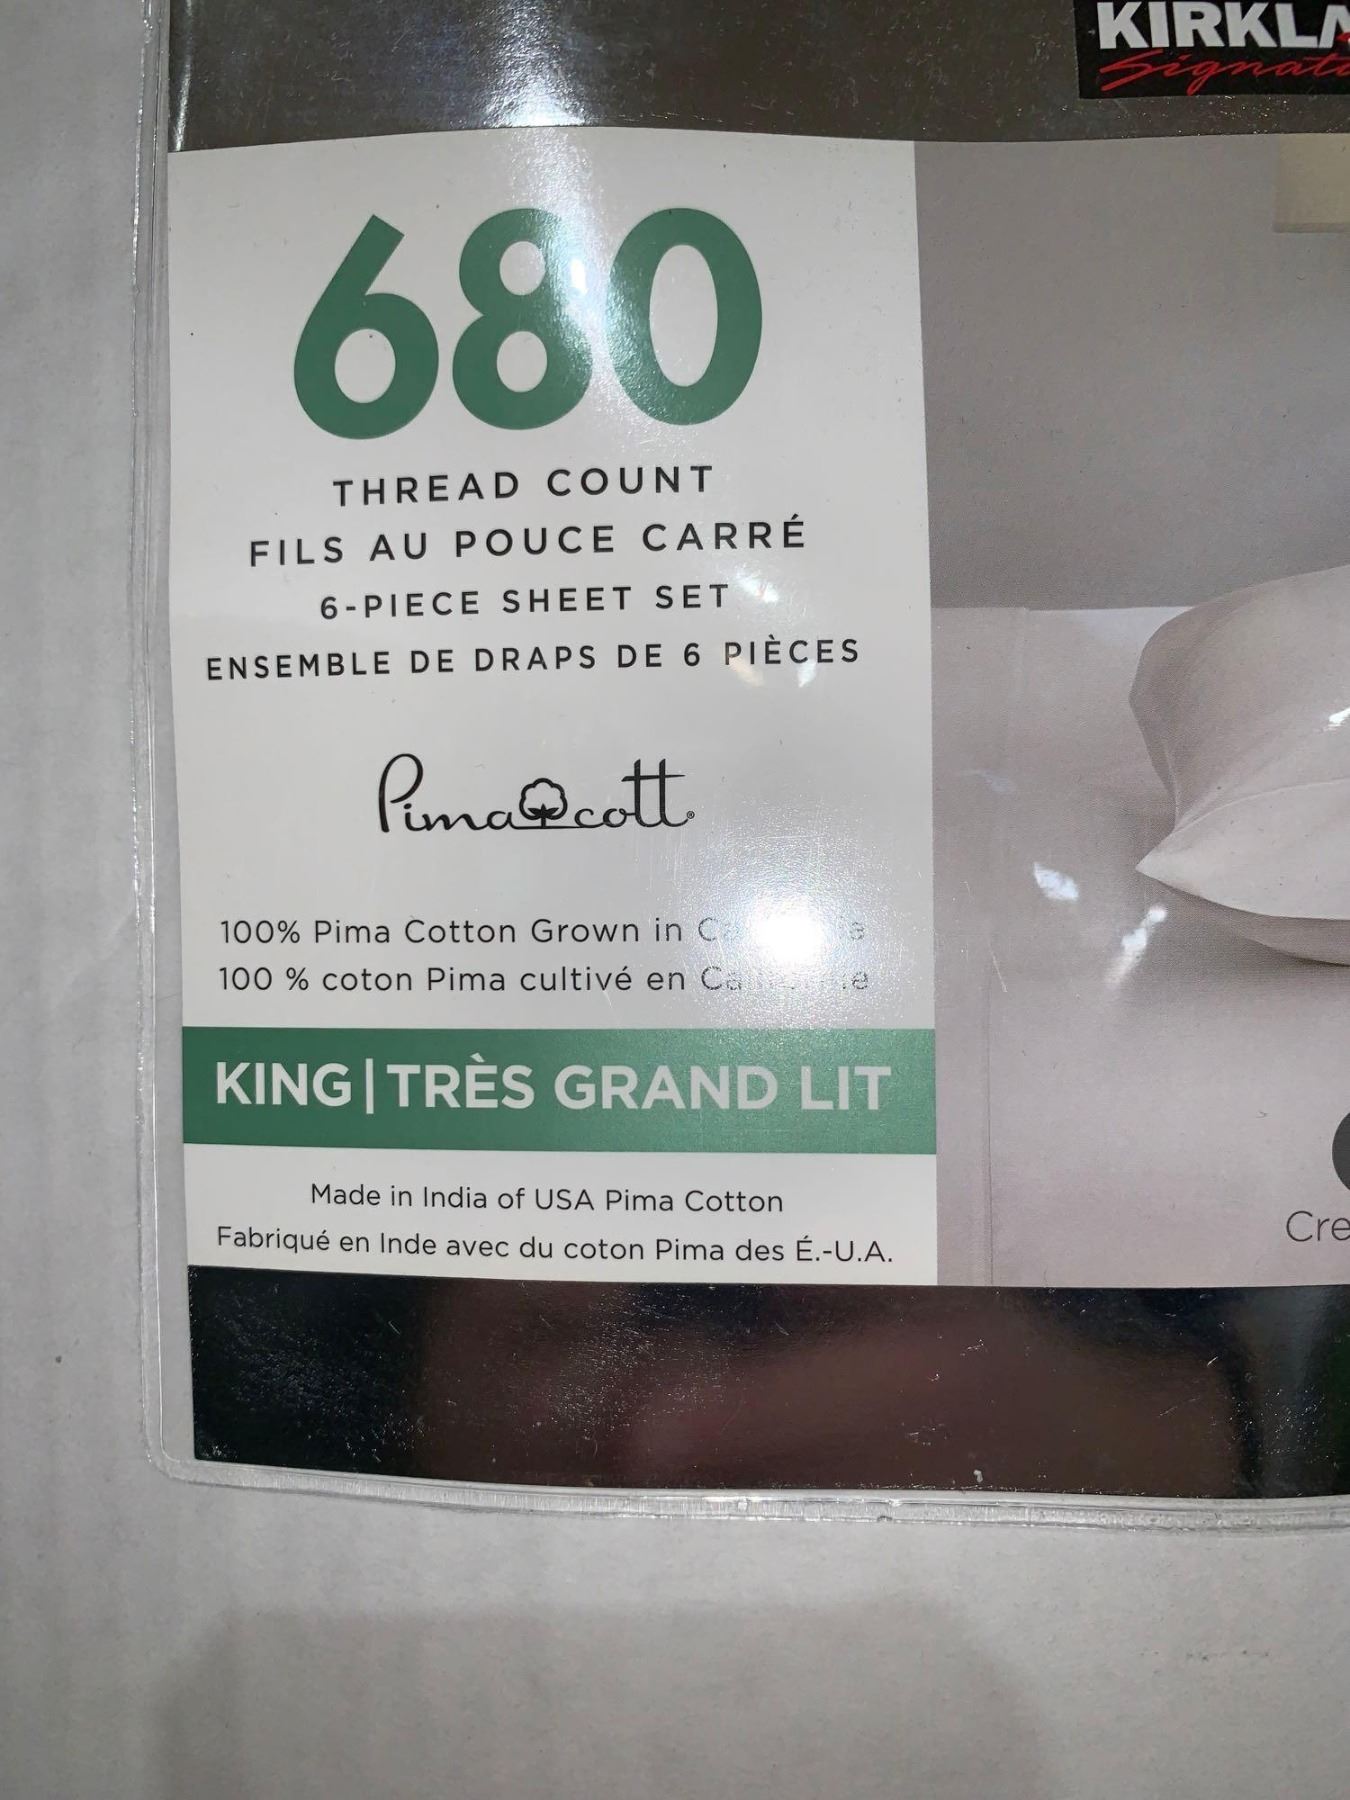 KIRKLA
Signatu
680
THREAD COUNT
FILS AU POUCE CARRÉ
6-PIECE SHEET SET
ENSEMBLE DE DRAPS DE 6 PIÈCES
Pimacott®
100% Pima Cotton Grown in
100 % coton Pima cultivé en
KING|TRÈS GRAND LIT
Made in India of USA Pima Cotton
Fabriqué en Inde avec du coton Pima des É.-U.A.
Cre